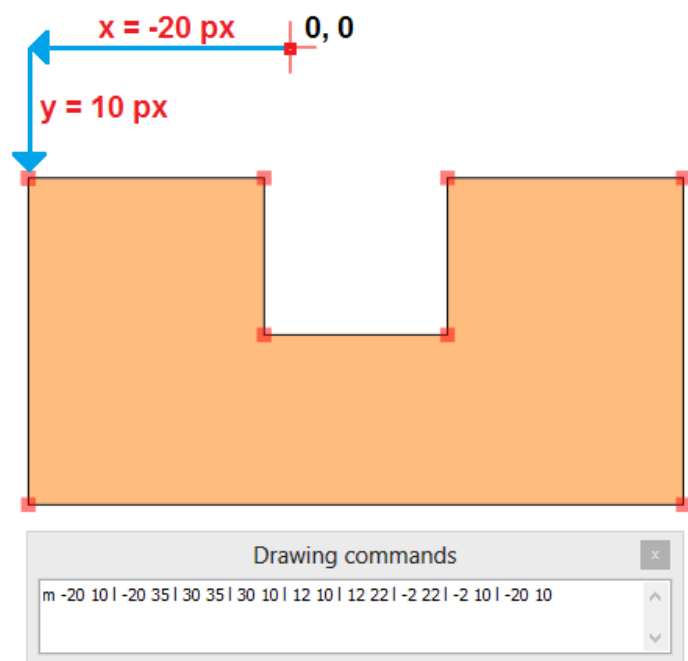 x = -20 px
0, 0
y = 10 px
Drawing commands
x
m -20 10 l -20 35 l 30 35 l 30 10 l 12 10 l 12 22 l -2 22 l -2 10 l -20 10